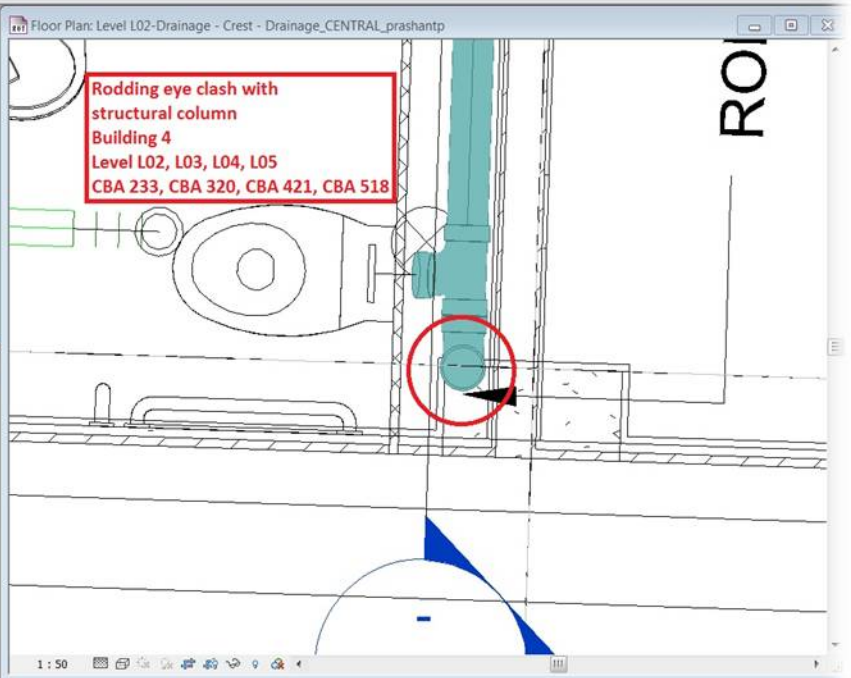 Floor Plan: Level L02-Drainage - Crest - Drainage_CENTRAL_prashantp
Rodding eye clash with
structural column
Building 4
Level L02, L03, L04, L05
CBA 233, CBA 320, CBA 421, CBA 518
1 : 50